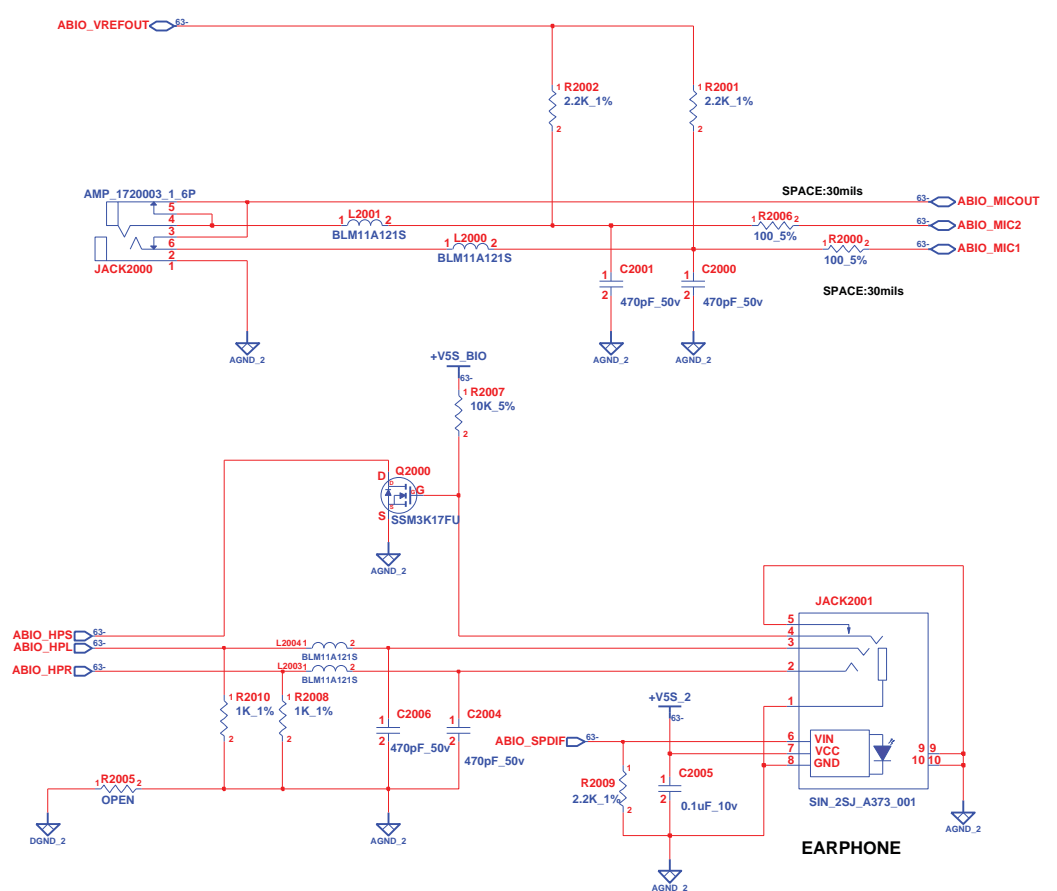 ABIO_VREFOUT 63-
1 R2002 1 R2001
2.2K_1% 2.2K_1%
2 2
AMP_1720003_1_6P SPACE:30mils
5 63- ABIO_MICOUT
4 1 L2001 2 1 R2006 2 63- ABIO_MIC2
3 BLM11A121S 100_5%
6 1 L2000 2 1 R2000 2 63- ABIO_MIC1
2 BLM11A121S 100_5%
JACK2000 1
1 C2001 1 C2000
2 470pF_50v 2 470pF_50v
SPACE:30mils
AGND_2 AGND_2 AGND_2
+V5S_BIO
63-
1 R2007
10K_5%
2
Q2000
D D
G G
S S
SSM3K17FU
AGND_2
JACK2001
ABIO_HPS 63- 5
4
ABIO_HPL 63- L2004 1 2 3
BLM11A121S
ABIO_HPR 63- L2003 1 2 2
BLM11A121S
1 R2010 1 R2008
1K_1% 1K_1%
2 2
1 C2006 1 C2004
2 470pF_50v 2 470pF_50v
+V5S_2
63-
1
ABIO_SPDIF 63- 6 VIN
7 VCC 9 9
8 GND 10 10
1 R2005 2
OPEN
1
R2009
2.2K_1%
2
1 C2005
2 0.1uF_10v
SIN_2SJ_A373_001
DGND_2 AGND_2 AGND_2
EARPHONE
AGND_2